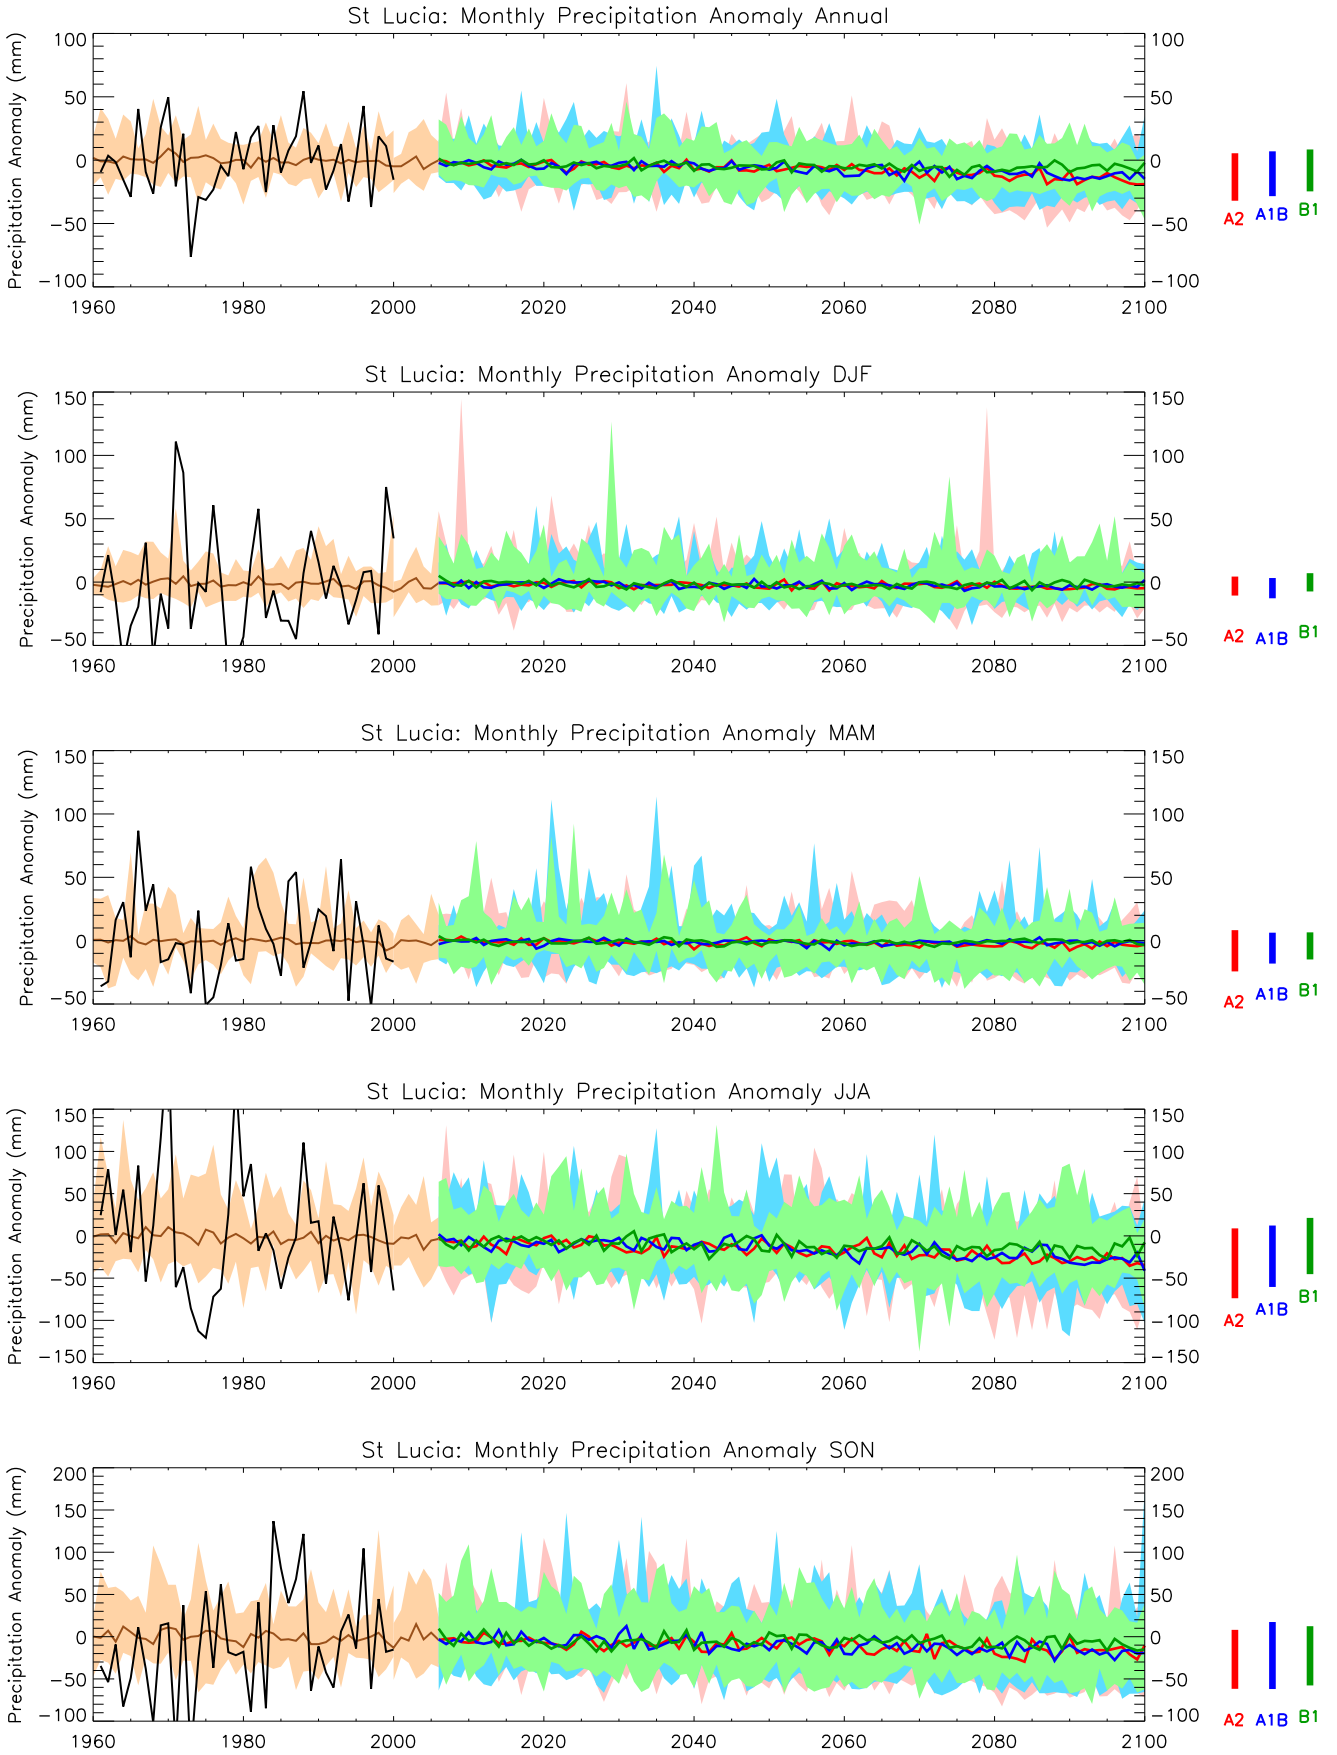 St Lucia: Monthly Precipitation Anomaly Annual
Precipitation Anomaly (mm)
100 100
50 50
0 0
−50 −50
−100 −100
A2 A1B B1
1960 1980 2000 2020 2040 2060 2080 2100
St Lucia: Monthly Precipitation Anomaly DJF
Precipitation Anomaly (mm)
150 150
100 100
50 50
0 0
−50 −50
A2 A1B B1
1960 1980 2000 2020 2040 2060 2080 2100
St Lucia: Monthly Precipitation Anomaly MAM
Precipitation Anomaly (mm)
150 150
100 100
50 50
0 0
−50 −50
A2 A1B B1
1960 1980 2000 2020 2040 2060 2080 2100
St Lucia: Monthly Precipitation Anomaly JJA
Precipitation Anomaly (mm)
150 150
100 100
50 50
0 0
−50 −50
−100 −100
−150 −150
A2 A1B B1
1960 1980 2000 2020 2040 2060 2080 2100
St Lucia: Monthly Precipitation Anomaly SON
Precipitation Anomaly (mm)
200 200
150 150
100 100
50 50
0 0
−50 −50
−100 −100
A2 A1B B1
1960 1980 2000 2020 2040 2060 2080 2100